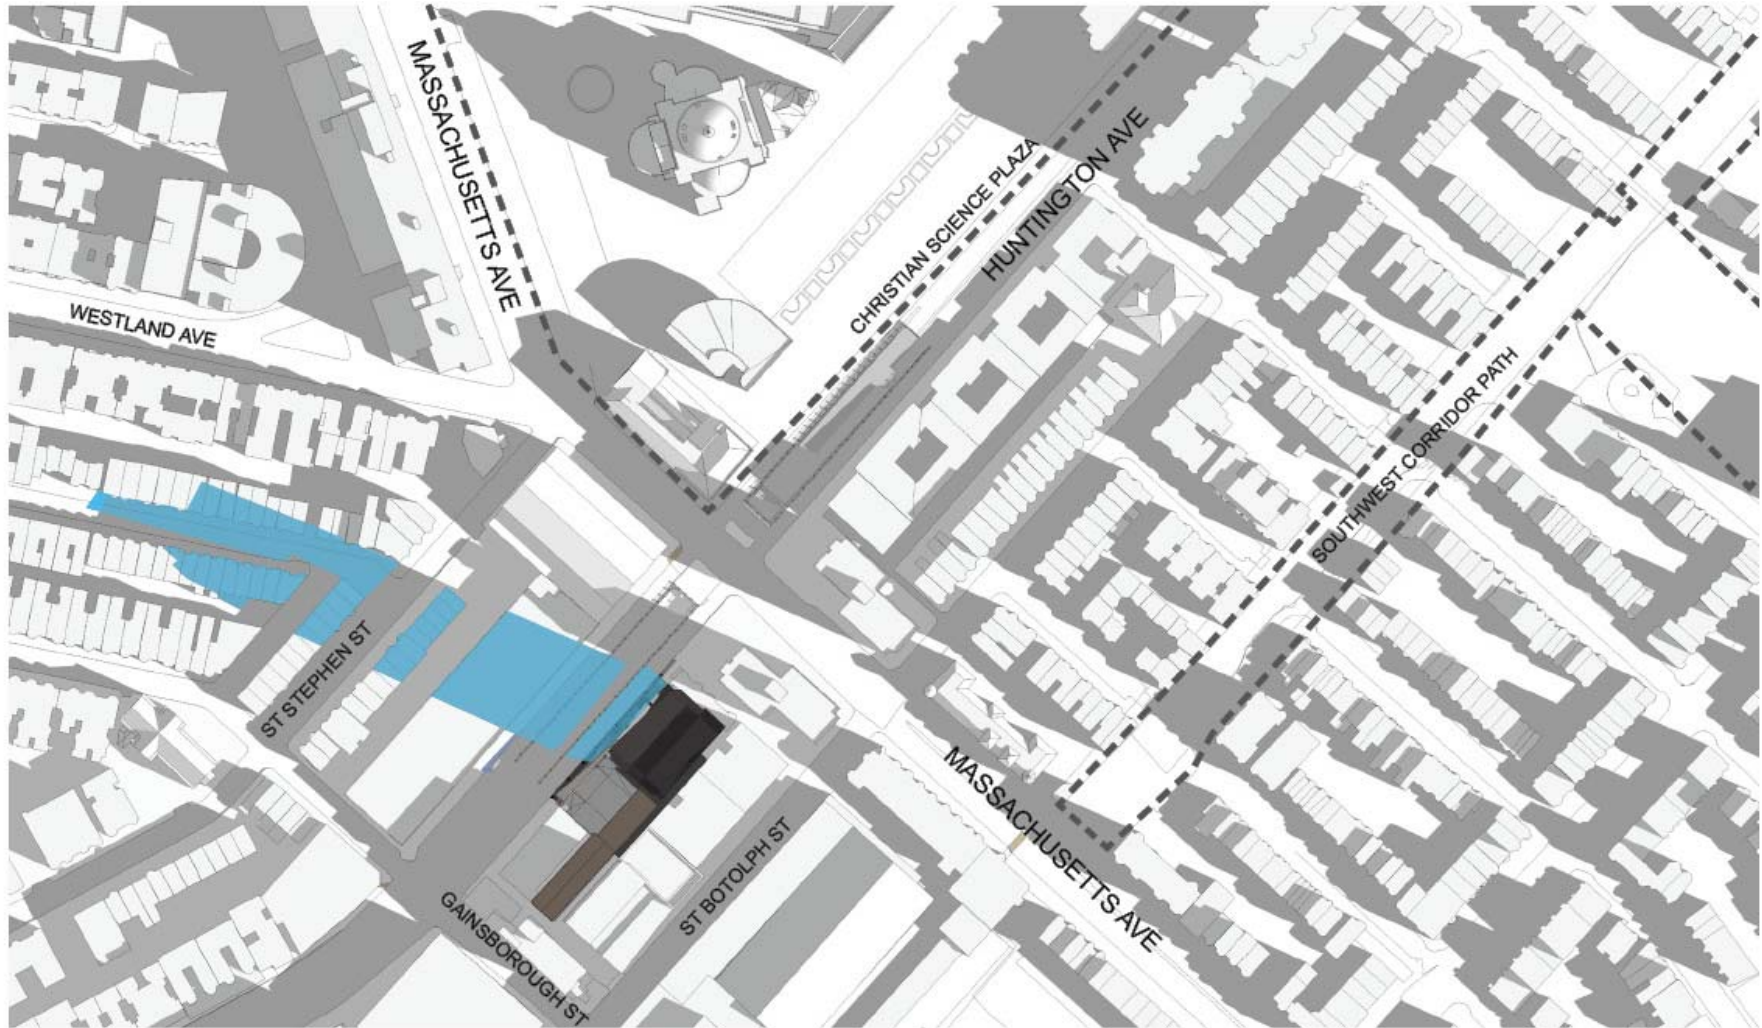 MASSACHUSETTS AVE
CHRISTIAN SCIENCE PLAZA
HUNTINGTON AVE
WESTLAND AVE
SOUTHWEST CORRIDOR PATH
ST STEPHEN ST
MASSACHUSETTS AVE
ST BOTOLPH ST
GAINSBOROUGH ST